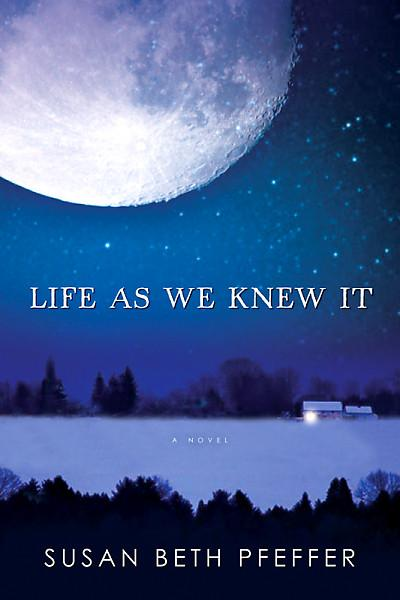 LIFE AS WE KNEW IT
A NOVEL
SUSAN BETH PFEFFER